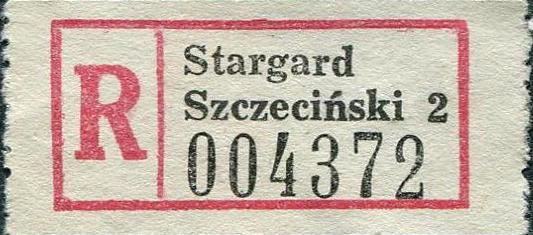 R
Stargard
Szczeciński 2
004372